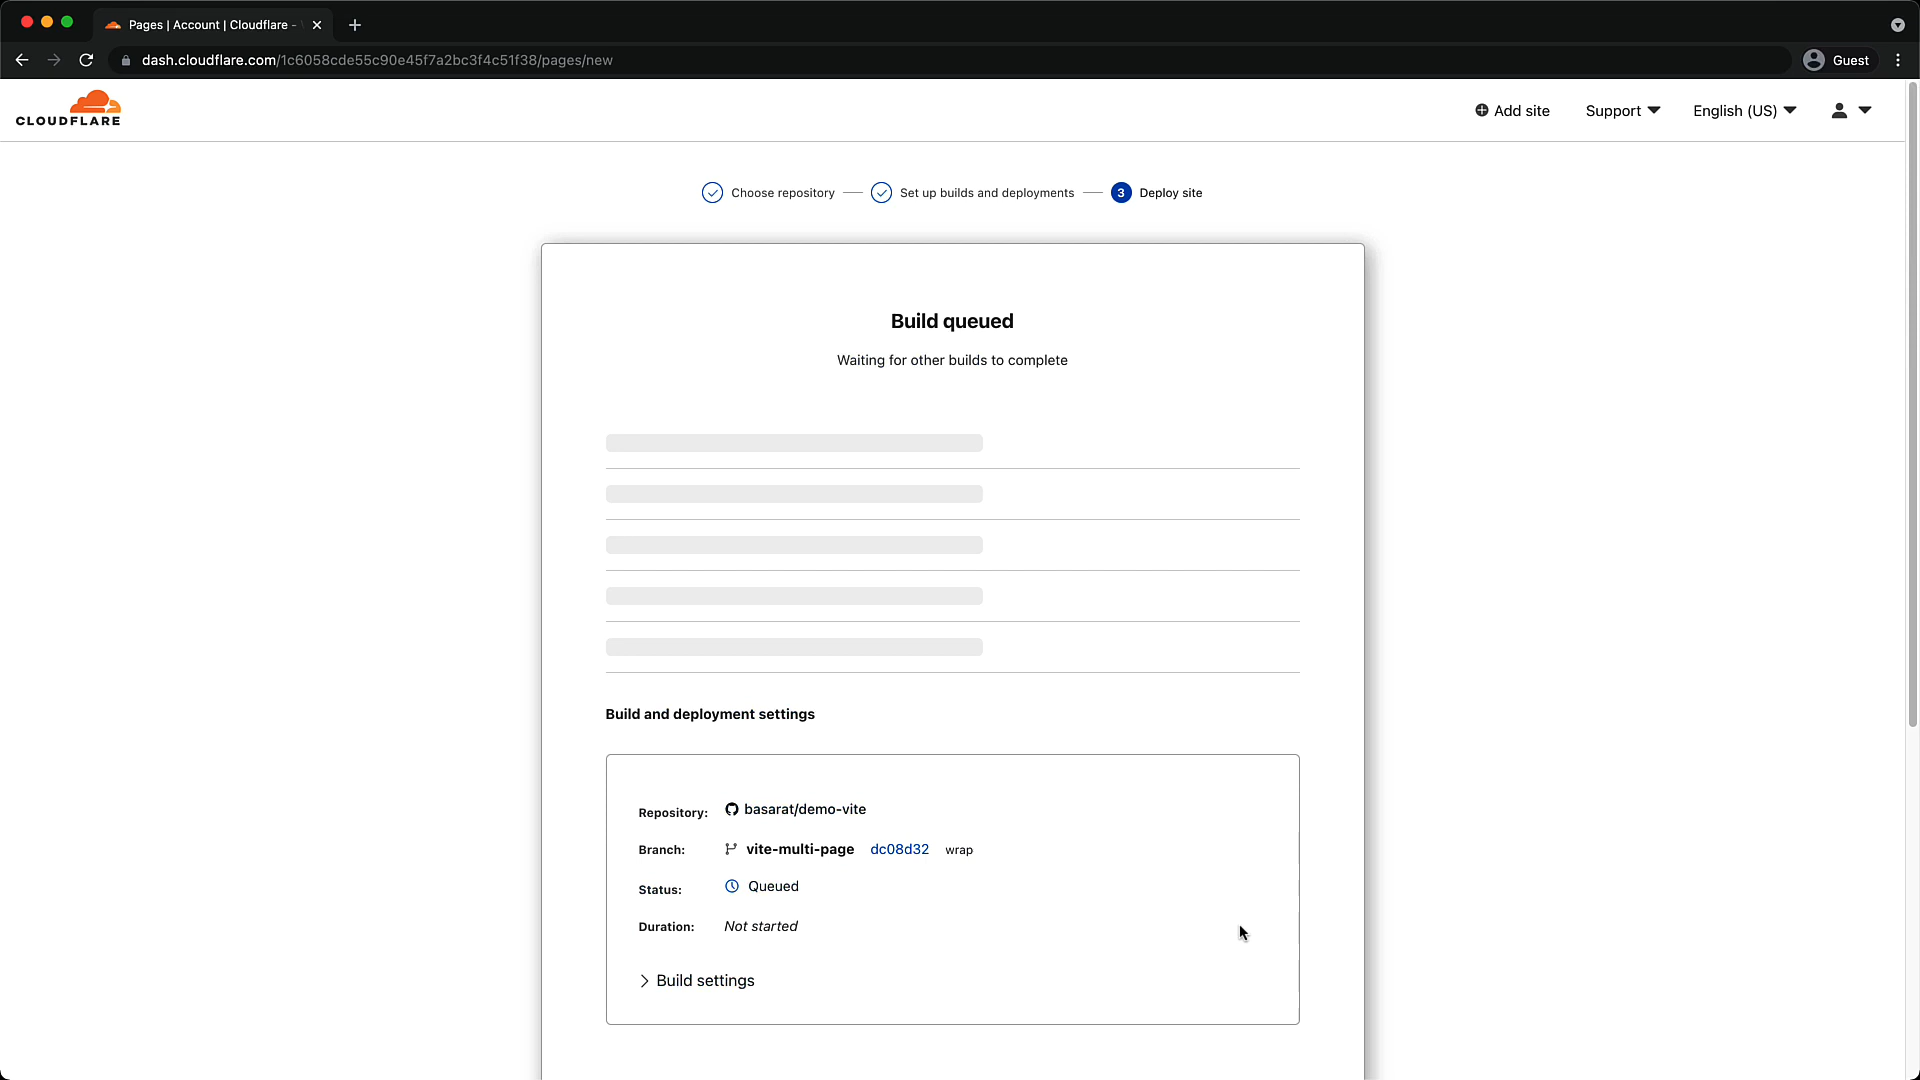 Pages | Account | Cloudflare -
dash.cloudflare.com/1c6058cde55c90e45f7a2bc3f4c51f38/pages/new
Guest
CLOUDFLARE
Add site
Support
English (US)
Choose repository
Set up builds and deployments
3
Deploy site
Build queued
Waiting for other builds to complete
Build and deployment settings
Repository: basarat/demo-vite
Branch: vite-multi-page dc08d32 wrap
Status: Queued
Duration: Not started
Build settings